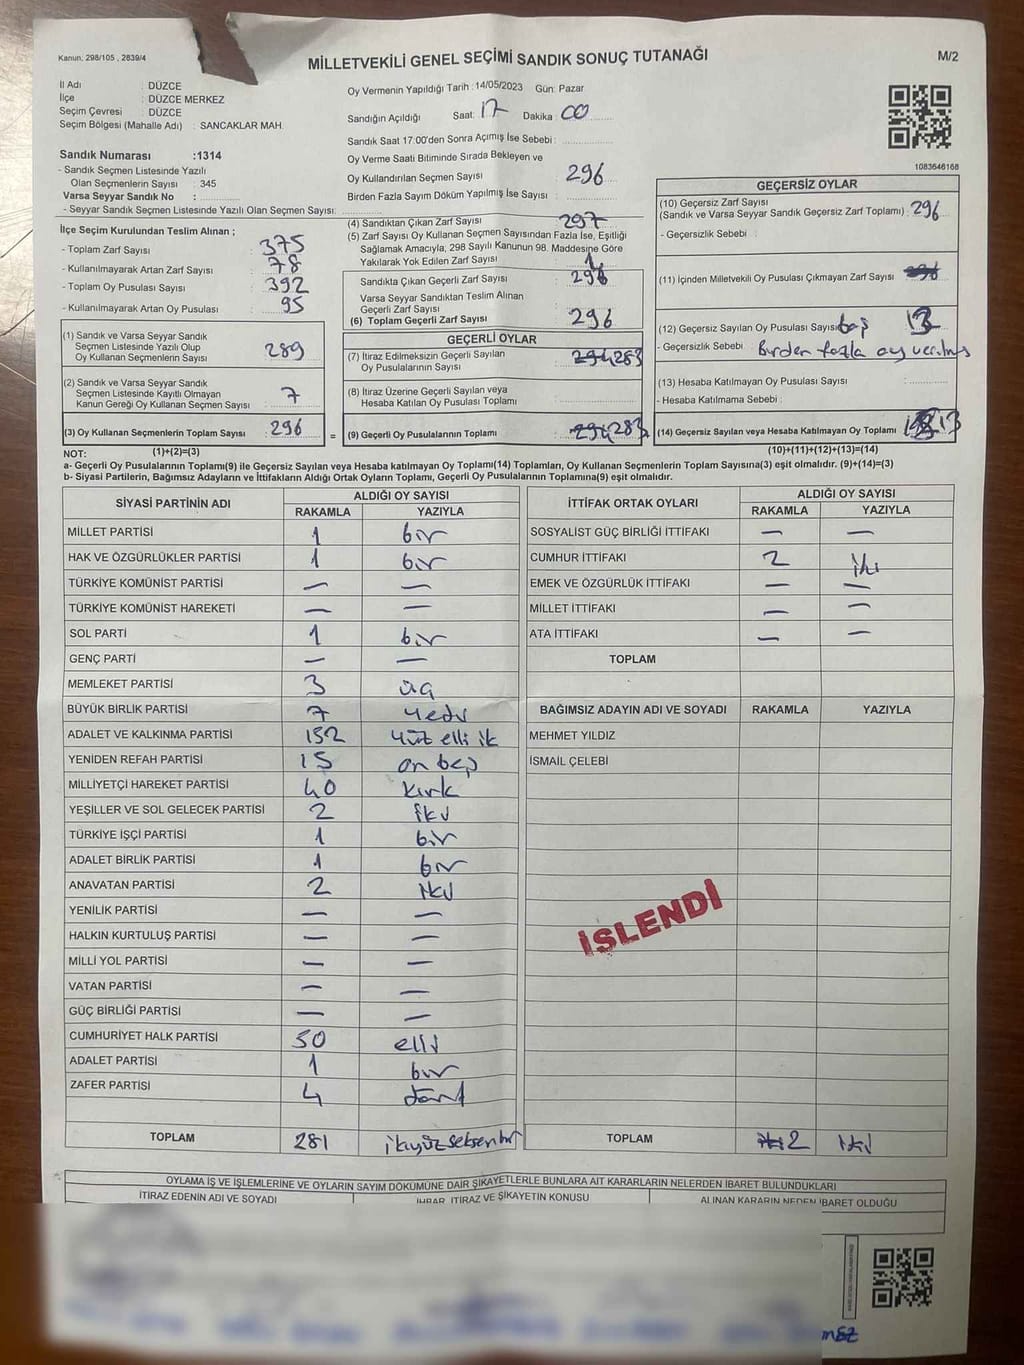 Kanun: 298/105 , 2839/4
MİLLETVEKİLİ GENEL SEÇİMİ SANDIK SONUÇ TUTANAĞI
M/2
İl Adı : DÜZCE
İlçe : DÜZCE MERKEZ
Seçim Çevresi : DÜZCE
Seçim Bölgesi (Mahalle Adı) : SANCAKLAR MAH.
Sandık Numarası :1314
- Sandık Seçmen Listesinde Yazılı
Olan Seçmenlerin Sayısı : 345
Varsa Seyyar Sandık No :
- Seyyar Sandık Seçmen Listesinde Yazılı Olan Seçmen Sayısı:
Oy Vermenin Yapıldığı Tarih : 14/05/2023 Gün: Pazar
Sandığın Açıldığı Saat: 17 Dakika: 00
Sandık Saat 17:00'den Sonra Açımış İse Sebebi :
Oy Verme Saati Bitiminde Sırada Bekleyen ve
Oy Kullandırılan Seçmen Sayısı : 296
Birden Fazla Sayım Döküm Yapılmış İse Sayısı :
1083646168
İlçe Seçim Kurulundan Teslim Alınan ;
- Toplam Zarf Sayısı : 375
- Kullanılmayarak Artan Zarf Sayısı : 78
- Toplam Oy Pusulası Sayısı : 392
- Kullanılmayarak Artan Oy Pusulası : 95
(1) Sandık ve Varsa Seyyar Sandık
Seçmen Listesinde Yazılı Olup
Oy Kullanan Seçmenlerin Sayısı : 289
(2) Sandık ve Varsa Seyyar Sandık
Seçmen Listesinde Kayıtlı Olmayan
Kanun Gereği Oy Kullanan Seçmen Sayısı : 7
(3) Oy Kullanan Seçmenlerin Toplam Sayısı : 296
(4) Sandıktan Çıkan Zarf Sayısı : 297
(5) Zarf Sayısı Oy Kullanan Seçmen Sayısından Fazla İse, Eşitliği
Sağlamak Amacıyla; 298 Sayılı Kanunun 98. Maddesine Göre
Yakılarak Yok Edilen Zarf Sayısı : 1
Sandıkta Çıkan Geçerli Zarf Sayısı : 296
Varsa Seyyar Sandıktan Teslim Alınan
Geçerli Zarf Sayısı
(6) Toplam Geçerli Zarf Sayısı : 296
=
GEÇERLİ OYLAR
(7) İtiraz Edilmeksizin Geçerli Sayılan
Oy Pusulalarının Sayısı : 283
(8) İtiraz Üzerine Geçerli Sayılan veya
Hesaba Katılan Oy Pusulası Toplamı :
(9) Geçerli Oy Pusulalarının Toplamı : 283
GEÇERSİZ OYLAR
(10) Geçersiz Zarf Sayısı
(Sandık ve Varsa Seyyar Sandık Geçersiz Zarf Toplamı) : 296
- Geçersizlik Sebebi :
(11) İçinden Milletvekili Oy Pusulası Çıkmayan Zarf Sayısı :
(12) Geçersiz Sayılan Oy Pusulası Sayısı : boş 13
- Geçersizlik Sebebi : Birden fazla oy verilmiş
(13) Hesaba Katılmayan Oy Pusulası Sayısı :
- Hesaba Katılmama Sebebi :
(14) Geçersiz Sayılan veya Hesaba Katılmayan Oy Toplamı : 13
NOT: (1)+(2)=(3) (10)+(11)+(12)+(13)=(14)
a- Geçerli Oy Pusulasının Toplamı(9) ile Geçersiz Sayılan veya Hesaba katılmayan Oy Toplamı(14) Toplamları, Oy Kullanan Seçmenlerin Toplam Sayısına(3) eşit olmalıdır. (9)+(14)=(3)
b- Siyasi Partilerin, Bağımsız Adayların ve İttifakların Aldığı Ortak Oyların Toplamı, Geçerli Oy Pusulalarının Toplamına(9) eşit olmalıdır.
SİYASİ PARTİNİN ADI ALDIĞI OY SAYISI
RAKAMLA YAZIYLA
MİLLET PARTİSİ 1 bir
HAK VE ÖZGÜRLÜKLER PARTİSİ 1 bir
TÜRKİYE KOMÜNİST PARTİSİ — —
TÜRKİYE KOMÜNİST HAREKETİ — —
SOL PARTİ 1 bir
GENÇ PARTİ — —
MEMLEKET PARTİSİ 3 üç
BÜYÜK BİRLİK PARTİSİ 7 yedi
ADALET VE KALKINMA PARTİSİ 152 yüz elli ik
YENİDEN REFAH PARTİSİ 15 on beş
MİLLİYETÇİ HAREKET PARTİSİ 40 kırk
YEŞİLLER VE SOL GELECEK PARTİSİ 2 iki
TÜRKİYE İŞÇİ PARTİSİ 1 bir
ADALET BİRLİK PARTİSİ 1 bir
ANAVATAN PARTİSİ 2 iki
YENİLİK PARTİSİ — —
HALKIN KURTULUŞ PARTİSİ — —
MİLLİ YOL PARTİSİ — —
VATAN PARTİSİ — —
GÜÇ BİRLİĞİ PARTİSİ — —
CUMHURİYET HALK PARTİSİ 50 elli
ADALET PARTİSİ 1 bir
ZAFER PARTİSİ 4 dört
TOPLAM 281 ikiyüzseksenbir
İTTİFAK ORTAK OYLARI ALDIĞI OY SAYISI
RAKAMLA YAZIYLA
SOSYALİST GÜÇ BİRLİĞİ İTTİFAKI — —
CUMHUR İTTİFAKI 2 iki
EMEK VE ÖZGÜRLÜK İTTİFAKI — —
MİLLET İTTİFAKI — —
ATA İTTİFAKI — —
TOPLAM
BAĞIMSIZ ADAYIN ADI VE SOYADI RAKAMLA YAZIYLA
MEHMET YILDIZ
İSMAİL ÇELEBİ
İŞLENDİ
TOPLAM 2 iki
OYLAMA İŞ VE İŞLEMLERİNE VE OYLARIN SAYIM DÖKÜMÜNE DAİR ŞİKAYETLERLE BUNLARA AİT KARARLARIN NELERDEN İBARET BULUNDUKLARI
İTİRAZ EDENİN ADI VE SOYADI İHBAR, İTİRAZ VE ŞİKAYETİN KONUSU ALINAN KARARIN NEDEN İBARET OLDUĞU